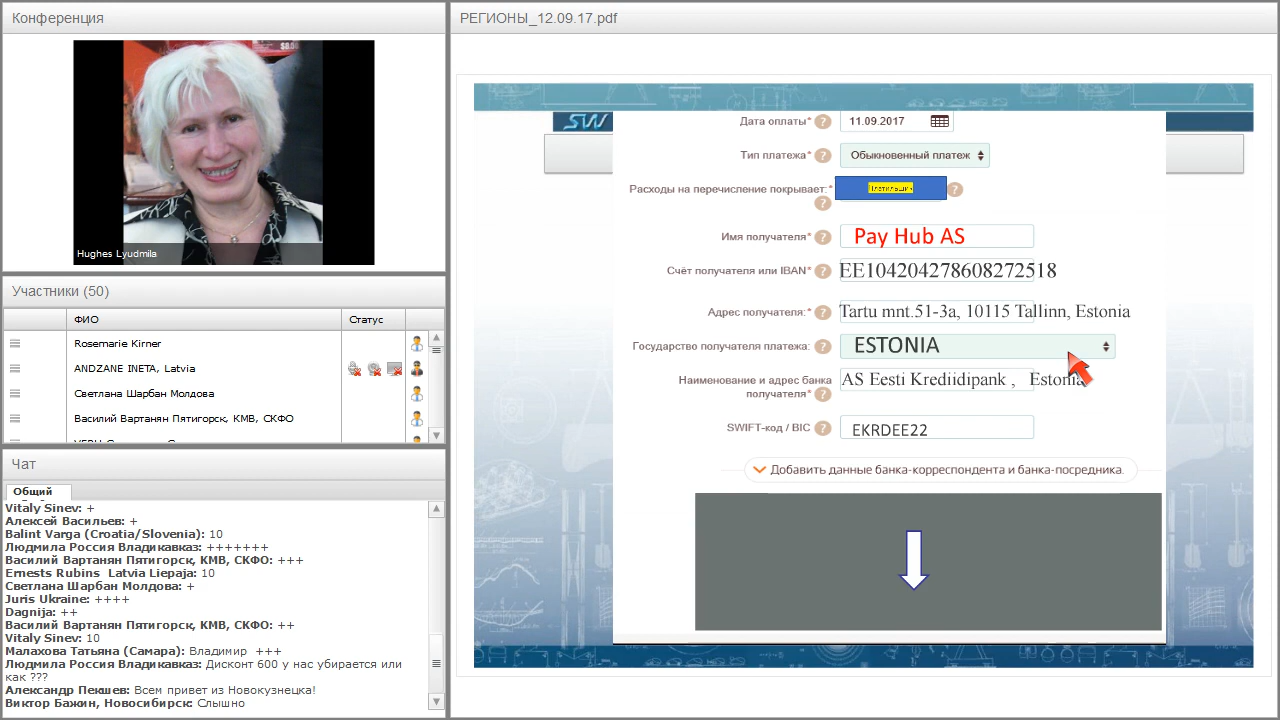 Конференция
$0.50
Hughes Lyudmila
Участники (50)
ФИО
Статус
Rosemarie Kirner
ANDZANE INETA, Latvia
Светлана Шарбан Молдова
Василий Вартанян Пятигорск, КМВ, СКФО
Чат
Общий
Vitaly Sinev: +
Алексей Васильев: +
Balint Varga (Croatia/Slovenia): 10
Людмила Россия Владикавказ: +++++++
Василий Вартанян Пятигорск, КМВ, СКФО: +++
Ernests Rubins Latvia Liepaja: 10
Светлана Шарбан Молдова: +
Juris Ukraine: ++++
Dagnija: ++
Василий Вартанян Пятигорск, КМВ, СКФО: ++
Vitaly Sinev: 10
Малахова Татьяна (Самара): Владимир +++
Людмила Россия Владикавказ: Дисконт 600 у нас убирается или
как ???
Александр Пекшев: Всем привет из Новокузнецка!
Виктор Бажин, Новосибирск: Слышно
РЕГИОНЫ_12.09.17.pdf
SW
Дата оплаты* ? 11.09.2017
Тип платежа* ? Обыкновенный платеж
Расходы на перечисление покрывает:* Плательщик ?
?
Имя получателя* ? Pay Hub AS
Счёт получателя или IBAN* ? EE104204278608272518
Адрес получателя:* ? Tartu mnt.51-3a, 10115 Tallinn, Estonia
Государство получателя платежа: ? ESTONIA
Наименование и адрес банка AS Eesti Krediidipank , Estonia
получателя* ?
SWIFT-код / BIC ? EKRDEE22
Добавить данные банка-корреспондента и банка-посредника.